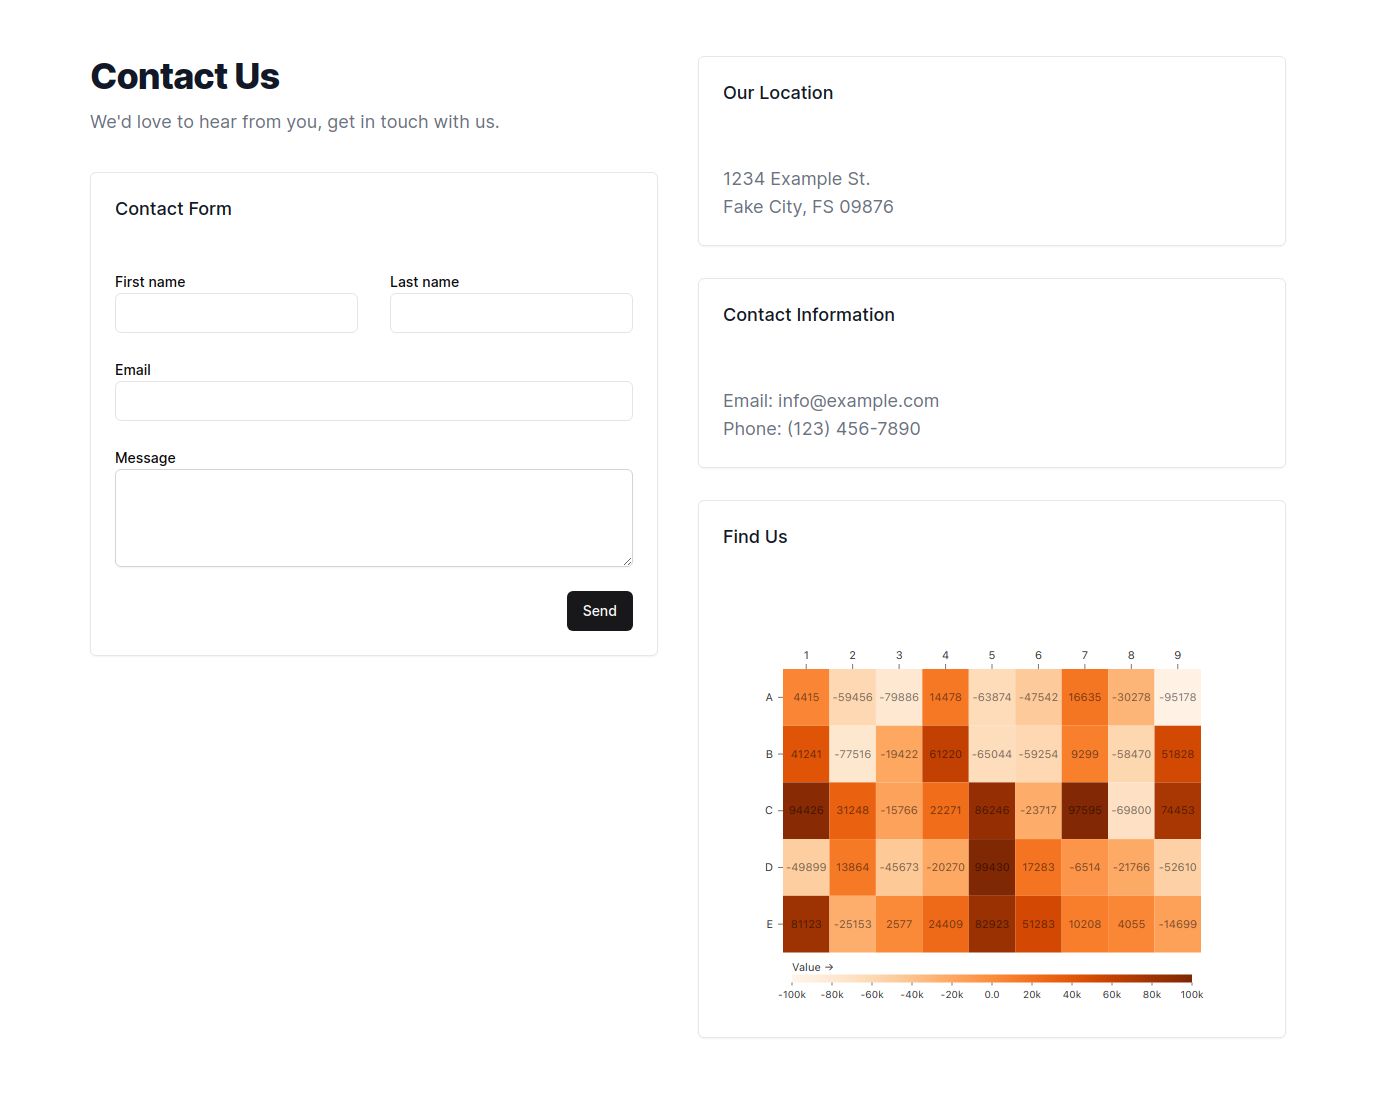 Contact Us
We'd love to hear from you, get in touch with us.
Contact Form
First name Last name
Email
Message
Send
Our Location
1234 Example St.
Fake City, FS 09876
Contact Information
Email: info@example.com
Phone: (123) 456-7890
Find Us
1 2 3 4 5 6 7 8 9
A 4415 -59456 -79886 14478 -63874 -47542 16635 -30278 -95178
B 41241 -77516 -19422 61220 -65044 -59254 9299 -58470 51828
C 94426 31248 -15766 22271 86246 -23717 97595 -69800 74453
D -49899 13864 -45673 -20270 99430 17283 -6514 -21766 -52610
E 81123 -25153 2577 24409 82923 51283 10208 4055 -14699
Value →
-100k -80k -60k -40k -20k 0.0 20k 40k 60k 80k 100k